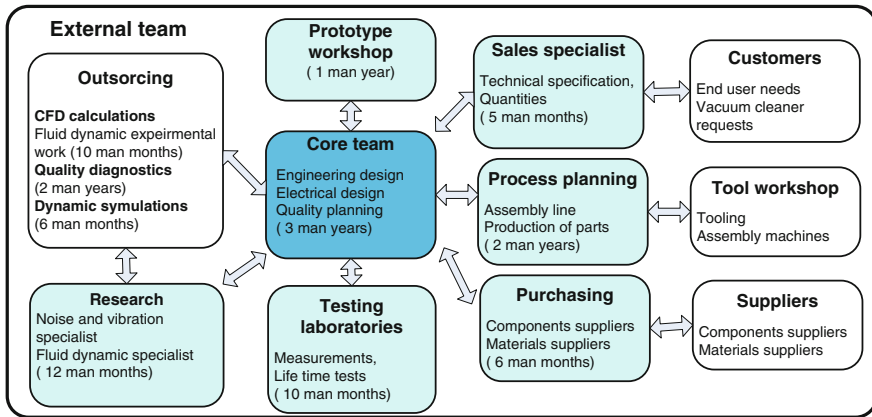 External team
Outsorcing
CFD calculations
Fluid dynamic expeirmental
work (10 man months)
Quality diagnostics
(2 man years)
Dynamic symulations
(6 man months)
Prototype
workshop
( 1 man year)
Sales specialist
Technical specification,
Quantities
( 5 man months)
Customers
End user needs
Vacuum cleaner
requests
Core team
Engineering design
Electrical design
Quality planning
( 3 man years)
Process planning
Assembly line
Production of parts
( 2 man years)
Tool workshop
Tooling
Assembly machines
Research
Noise and vibration
specialist
Fluid dynamic specialist
( 12 man months)
Testing
laboratories
Measurements,
Life time tests
( 10 man months)
Purchasing
Components suppliers
Materials suppliers
( 6 man months)
Suppliers
Components suppliers
Materials suppliers